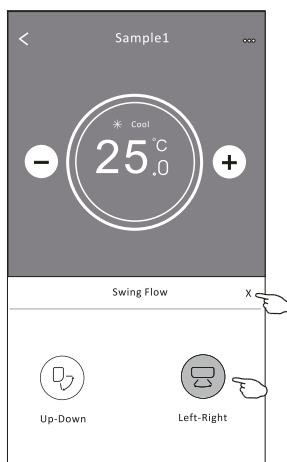 Sample1
Cool
25.0 °C
Swing Flow X
Up-Down Left-Right